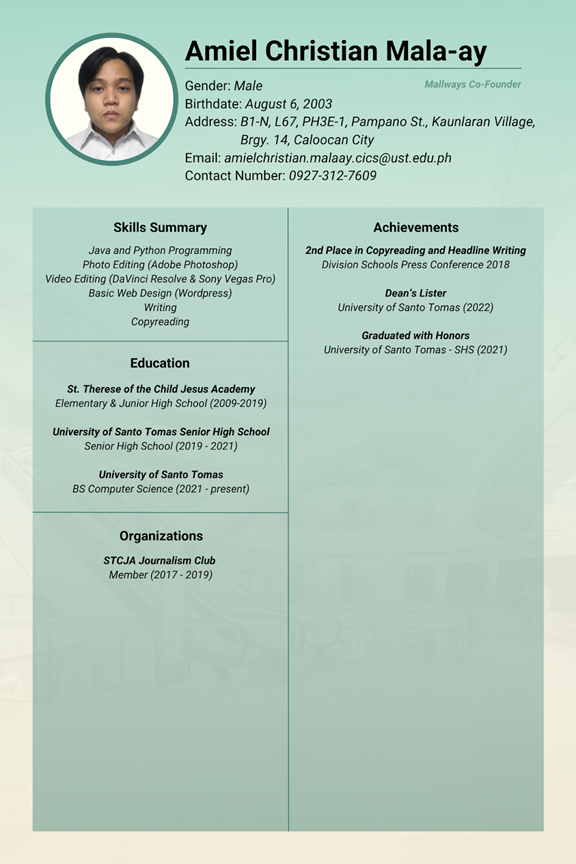 Amiel Christian Mala-ay
Mallways Co-Founder
Gender: Male
Birthdate: August 6, 2003
Address: B1-N, L67, PH3E-1, Pampano St., Kaunlaran Village,
Brgy. 14, Caloocan City
Email: amielchristian.malaay.cics@ust.edu.ph
Contact Number: 0927-312-7609
Skills Summary
Java and Python Programming
Photo Editing (Adobe Photoshop)
Video Editing (DaVinci Resolve & Sony Vegas Pro)
Basic Web Design (Wordpress)
Writing
Copyreading
Education
St. Therese of the Child Jesus Academy
Elementary & Junior High School (2009-2019)
University of Santo Tomas Senior High School
Senior High School (2019 - 2021)
University of Santo Tomas
BS Computer Science (2021 - present)
Organizations
STCJA Journalism Club
Member (2017 - 2019)
Achievements
2nd Place in Copyreading and Headline Writing
Division Schools Press Conference 2018
Dean's Lister
University of Santo Tomas (2022)
Graduated with Honors
University of Santo Tomas - SHS (2021)